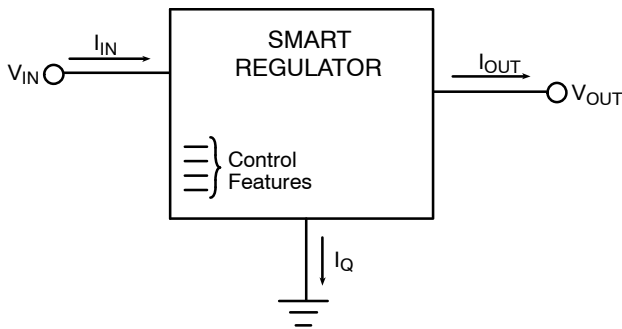 SMART
REGULATOR
I_IN
V_IN
I_OUT
V_OUT
Control
Features
I_Q